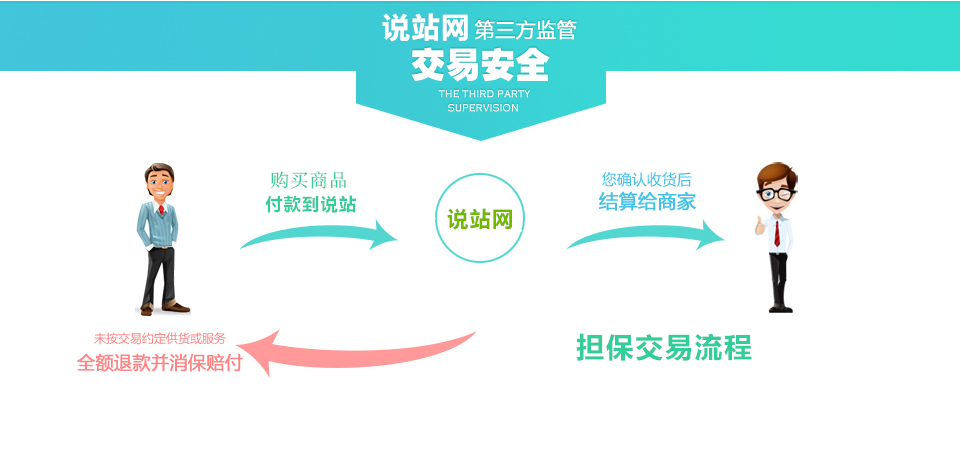 说站网 第三方监管
交易安全
THE THIRD PARTY
SUPERVISION
购买商品
付款到说站
说站网
您确认收货后
结算给商家
未按交易约定供货或服务
全额退款并消保赔付
担保交易流程